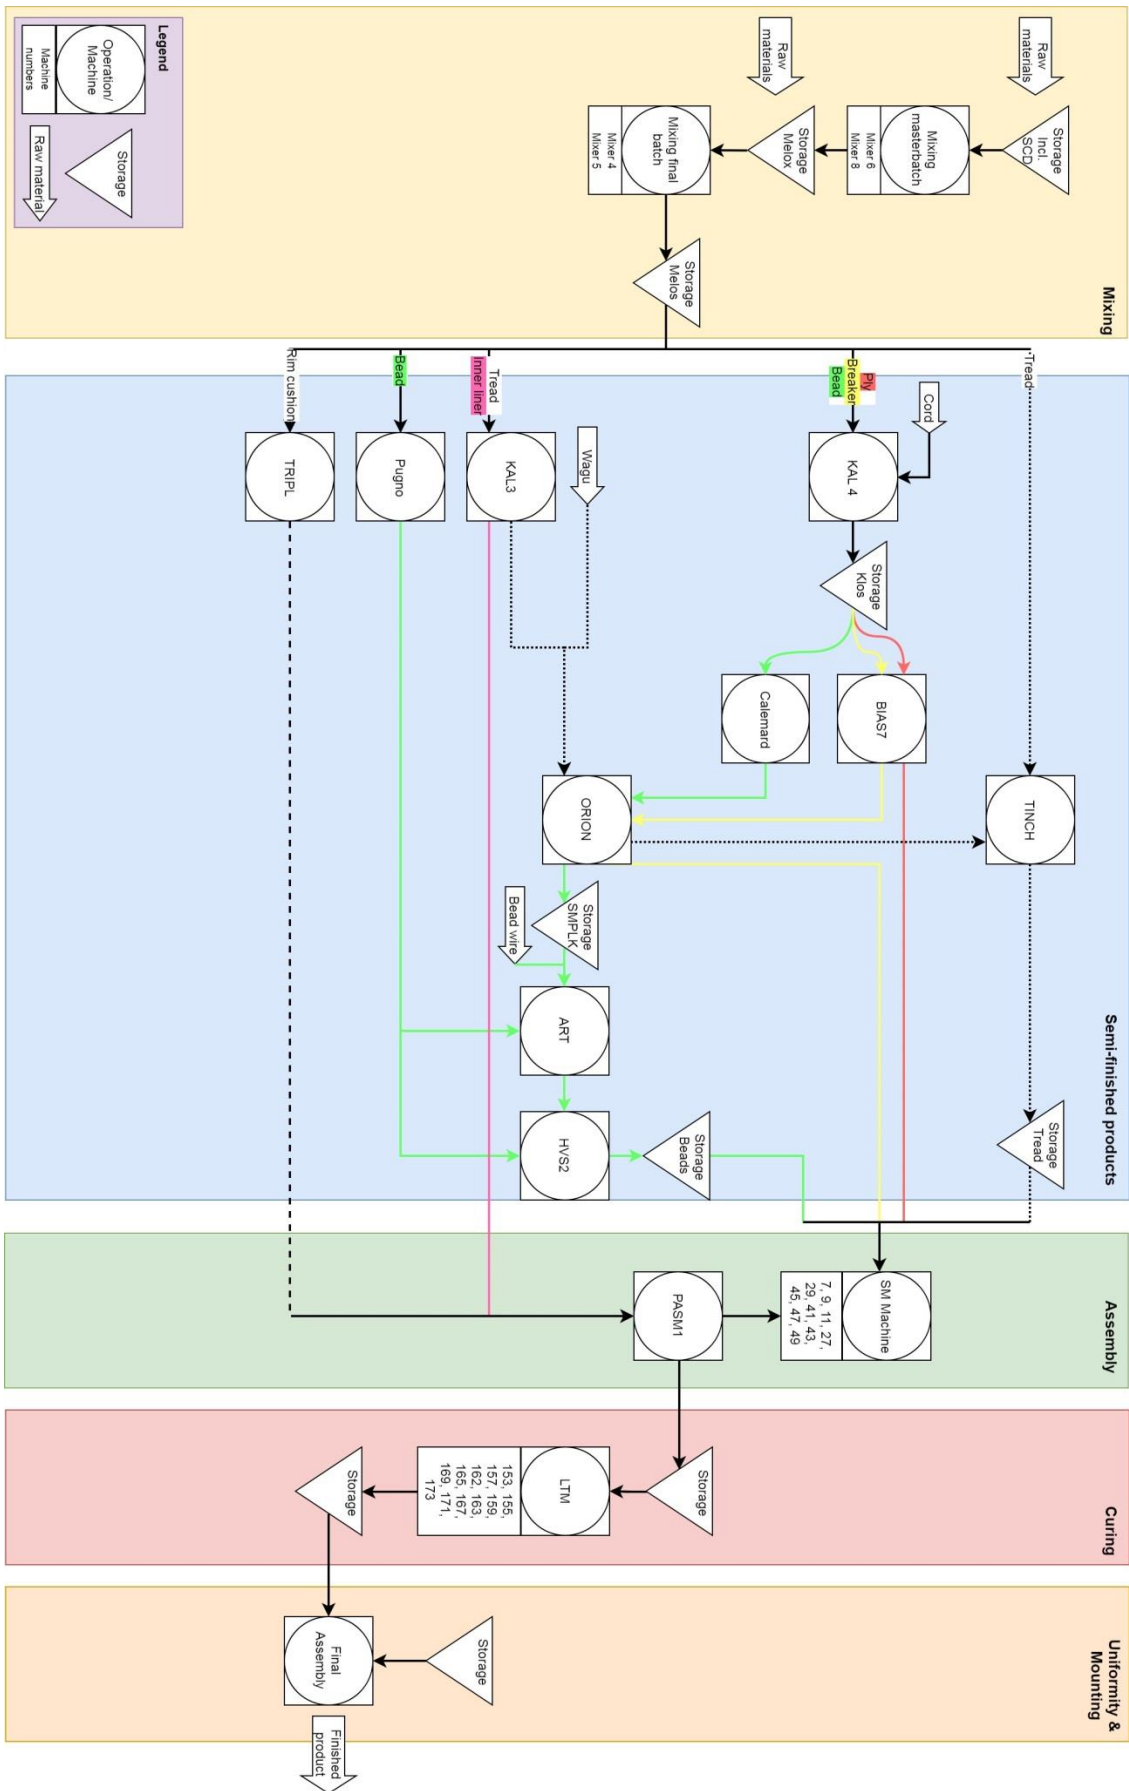 Mixing
Raw
materials
Storage
Incl.
SCD
Mixing
masterbatch
Mixer 6
Mixer 8
Raw
materials
Storage
Melox
Mixing final
batch
Mixer 4
Mixer 5
Storage
Melos
Legend
Operation/
Machine
Machine
numbers
Storage
Raw material
Semi-finished products
Tread
Ply
Breaker
Bead
Tread
Inner liner
Bead
Rim cushion
Cord
KAL 4
Wagu
KAL3
Pugno
TRIPL
Storage
Klos
BIAS7
Calemard
TINCH
ORION
Storage
SMPLK
Bead wire
ART
HVS2
Storage
Beads
Storage
Tread
Assembly
SM Machine
7, 9, 11, 27,
29, 41, 43,
45, 47, 49
PASM1
Curing
Storage
LTM
153, 155,
157, 159,
162, 163,
165, 167,
169, 171,
173
Storage
Uniformity &
Mounting
Storage
Final
Assembly
Finished
product